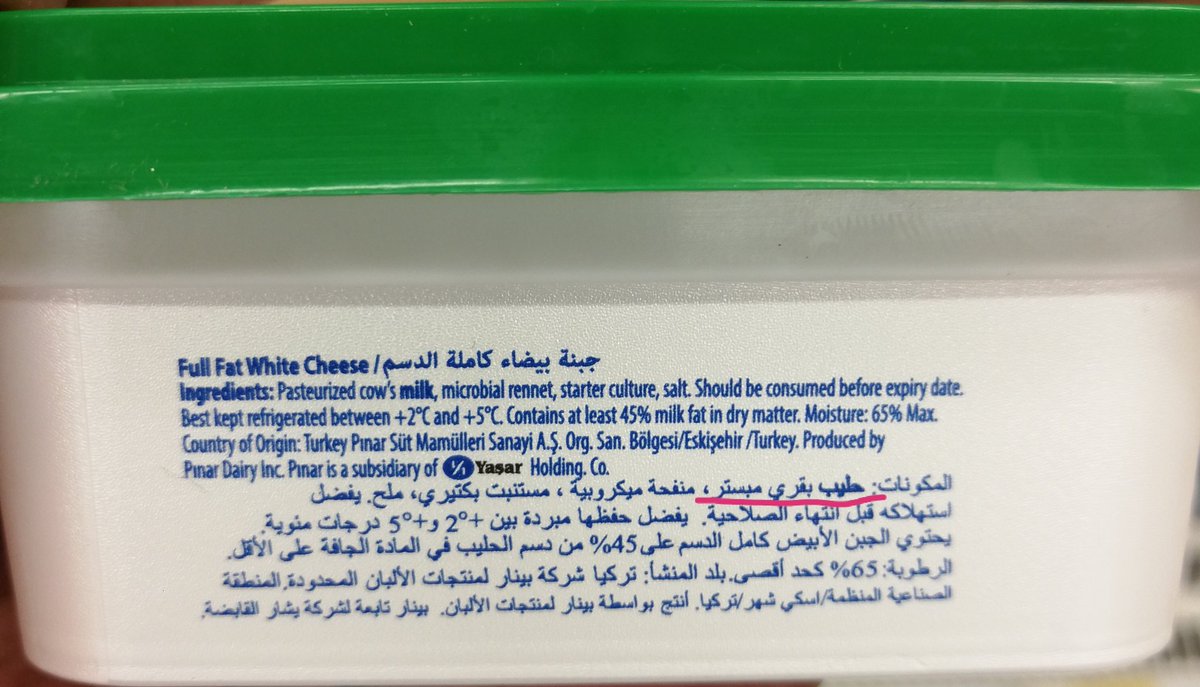 Full Fat White Cheese / جبنة بيضاء كاملة الدسم
Ingredients: Pasteurized cow's milk, microbial rennet, starter culture, salt. Should be consumed before expiry date.
Best kept refrigerated between +2°C and +5°C. Contains at least 45% milk fat in dry matter. Moisture: 65% Max.
Country of Origin: Turkey Pınar Süt Mamülleri Sanayi A.Ş. Org. San. Bölgesi/Eskişehir /Turkey. Produced by
Pınar Dairy Inc. Pınar is a subsidiary of Yaşar Holding. Co.
المكونات: حليب بقري مبستر ، منفحة ميكروبية ، مستنبت بكتيري، ملح. يفضل
استهلاكه قبل انتهاء الصلاحية. يفضل حفظها مبردة بين +2° و+5° درجات مئوية.
يحتوي الجبن الأبيض كامل الدسم على 45% من دسم الحليب في المادة الجافة على الأقل.
الرطوبة: 65% كحد أقصى. بلد المنشأ: تركيا شركة بينار لمنتجات الألبان المحدودة. المنطقة
الصناعية المنظمة/اسكي شهر/تركيا. أنتج بواسطة بينار لمنتجات الألبان. بينار تابعة لشركة يشار القابضة.